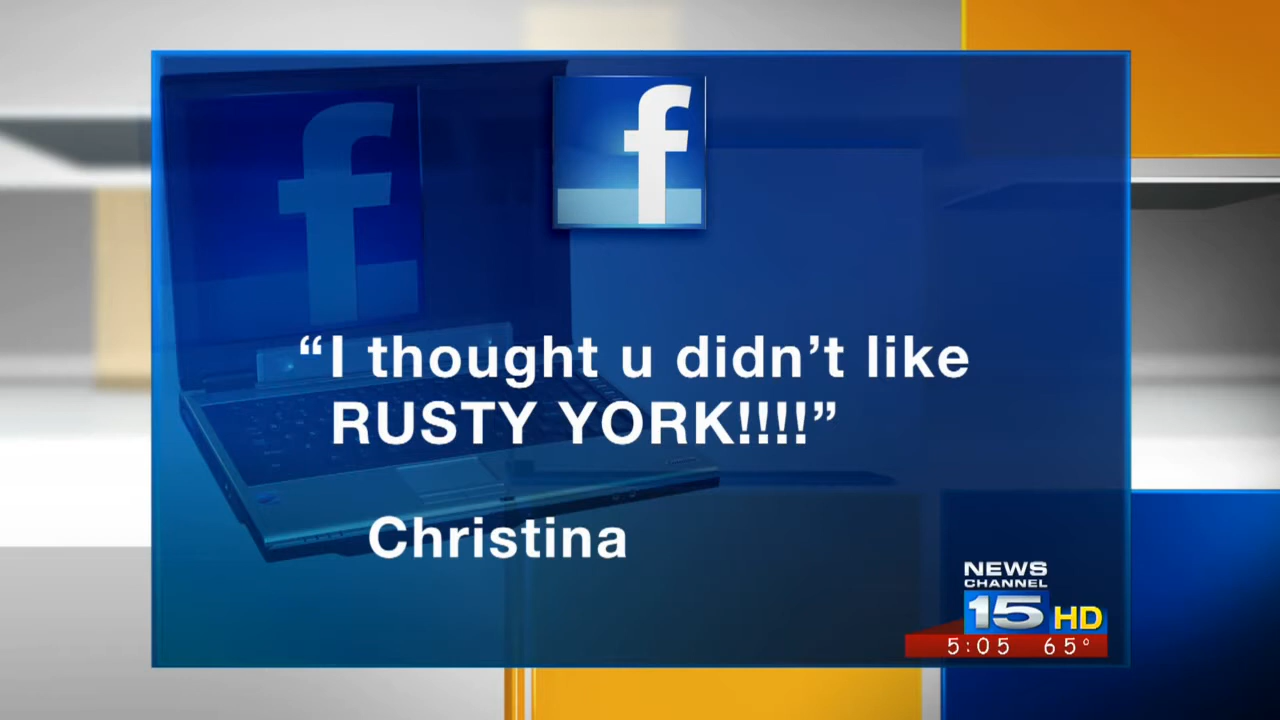 f
f
“I thought u didn’t like
RUSTY YORK!!!!”
Christina
NEWS
CHANNEL
15 HD
5:05 65°